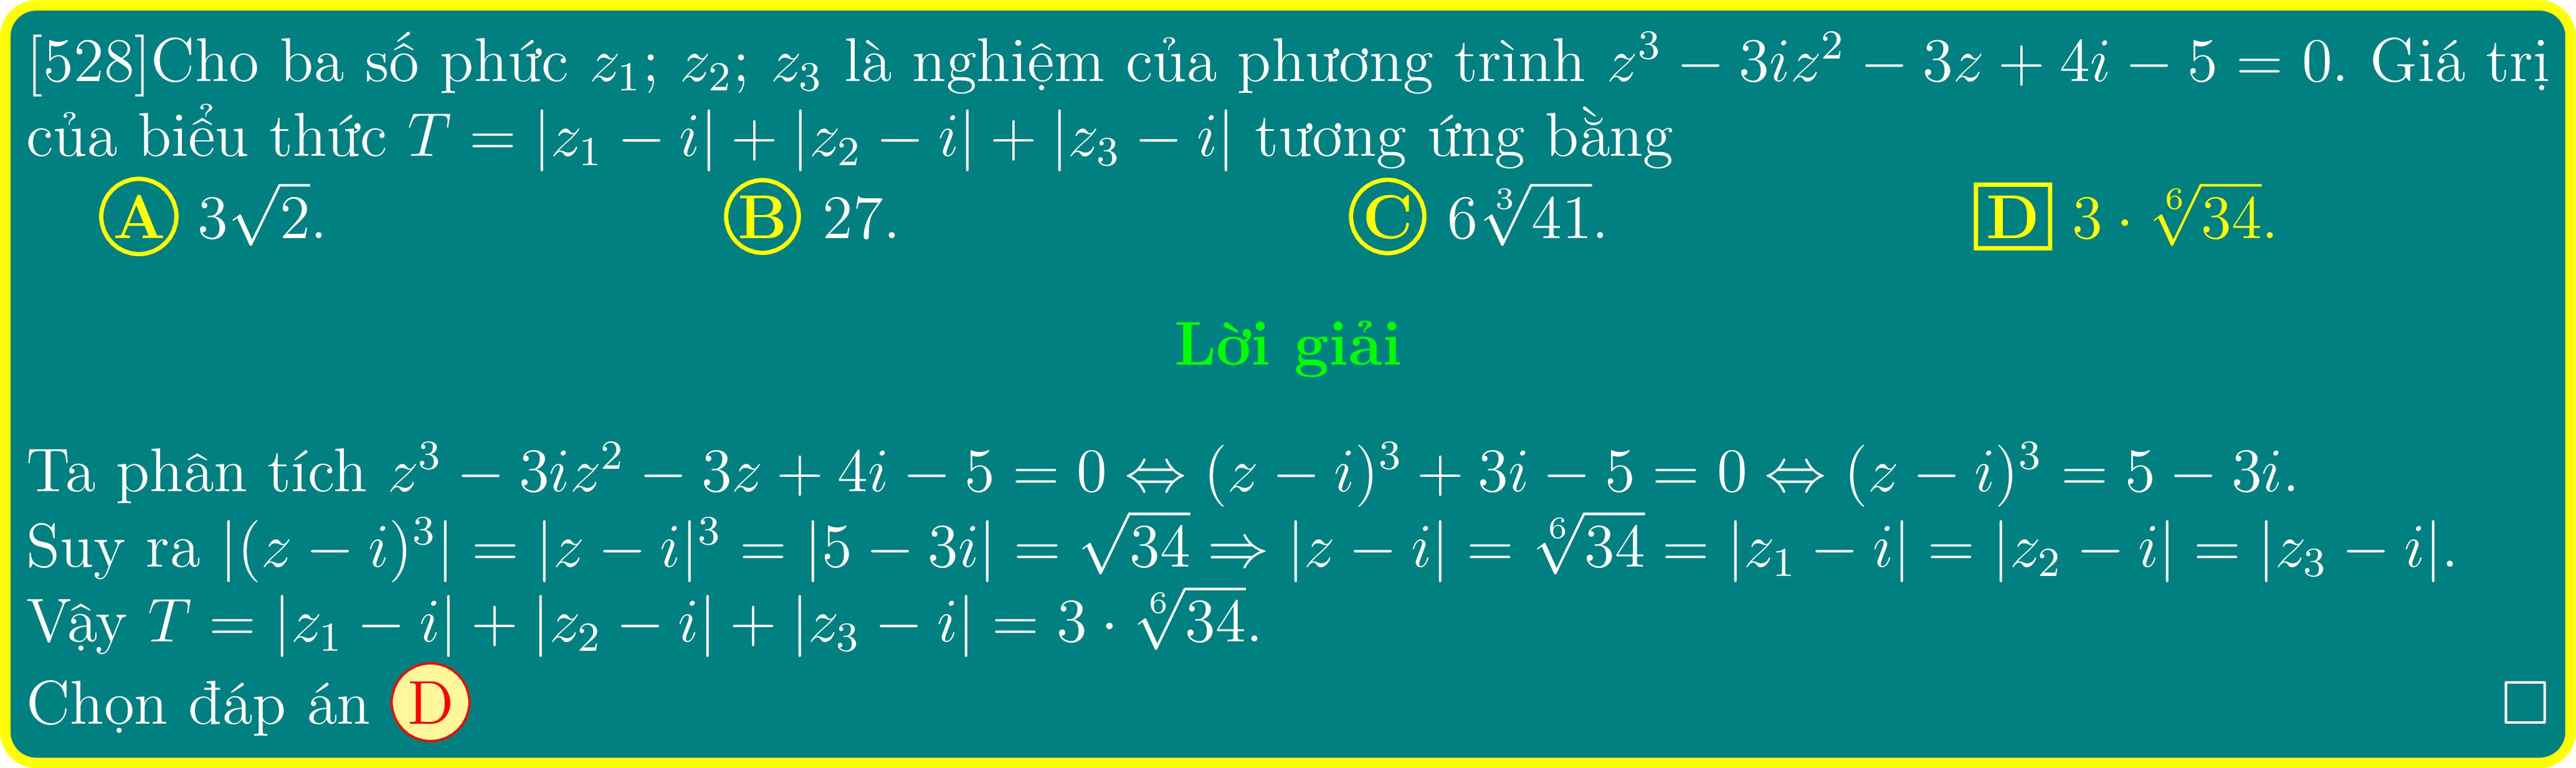 [528]Cho ba số phức $z_1; z_2; z_3$ là nghiệm của phương trình $z^3 - 3iz^2 - 3z + 4i - 5 = 0$. Giá trị
của biểu thức $T = |z_1 - i| + |z_2 - i| + |z_3 - i|$ tương ứng bằng
A $3\sqrt{2}$. B 27. C $6\sqrt[3]{41}$. D $3 \cdot \sqrt[6]{34}$.
Lời giải
Ta phân tích $z^3 - 3iz^2 - 3z + 4i - 5 = 0 \Leftrightarrow (z - i)^3 + 3i - 5 = 0 \Leftrightarrow (z - i)^3 = 5 - 3i$.
Suy ra $|(z - i)^3| = |z - i|^3 = |5 - 3i| = \sqrt{34} \Rightarrow |z - i| = \sqrt[6]{34} = |z_1 - i| = |z_2 - i| = |z_3 - i|$.
Vậy $T = |z_1 - i| + |z_2 - i| + |z_3 - i| = 3 \cdot \sqrt[6]{34}$.
Chọn đáp án D □